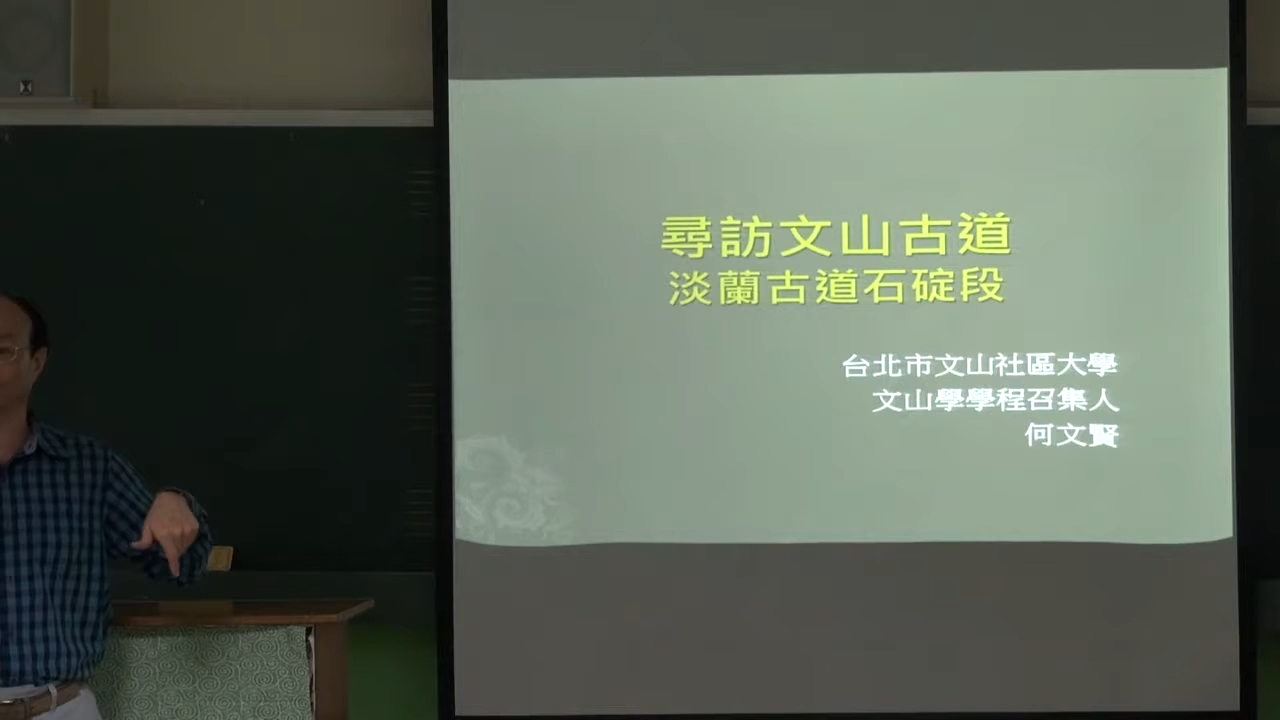 尋訪文山古道
淡蘭古道石碇段
台北市文山社區大學
文山學學程召集人
何文賢